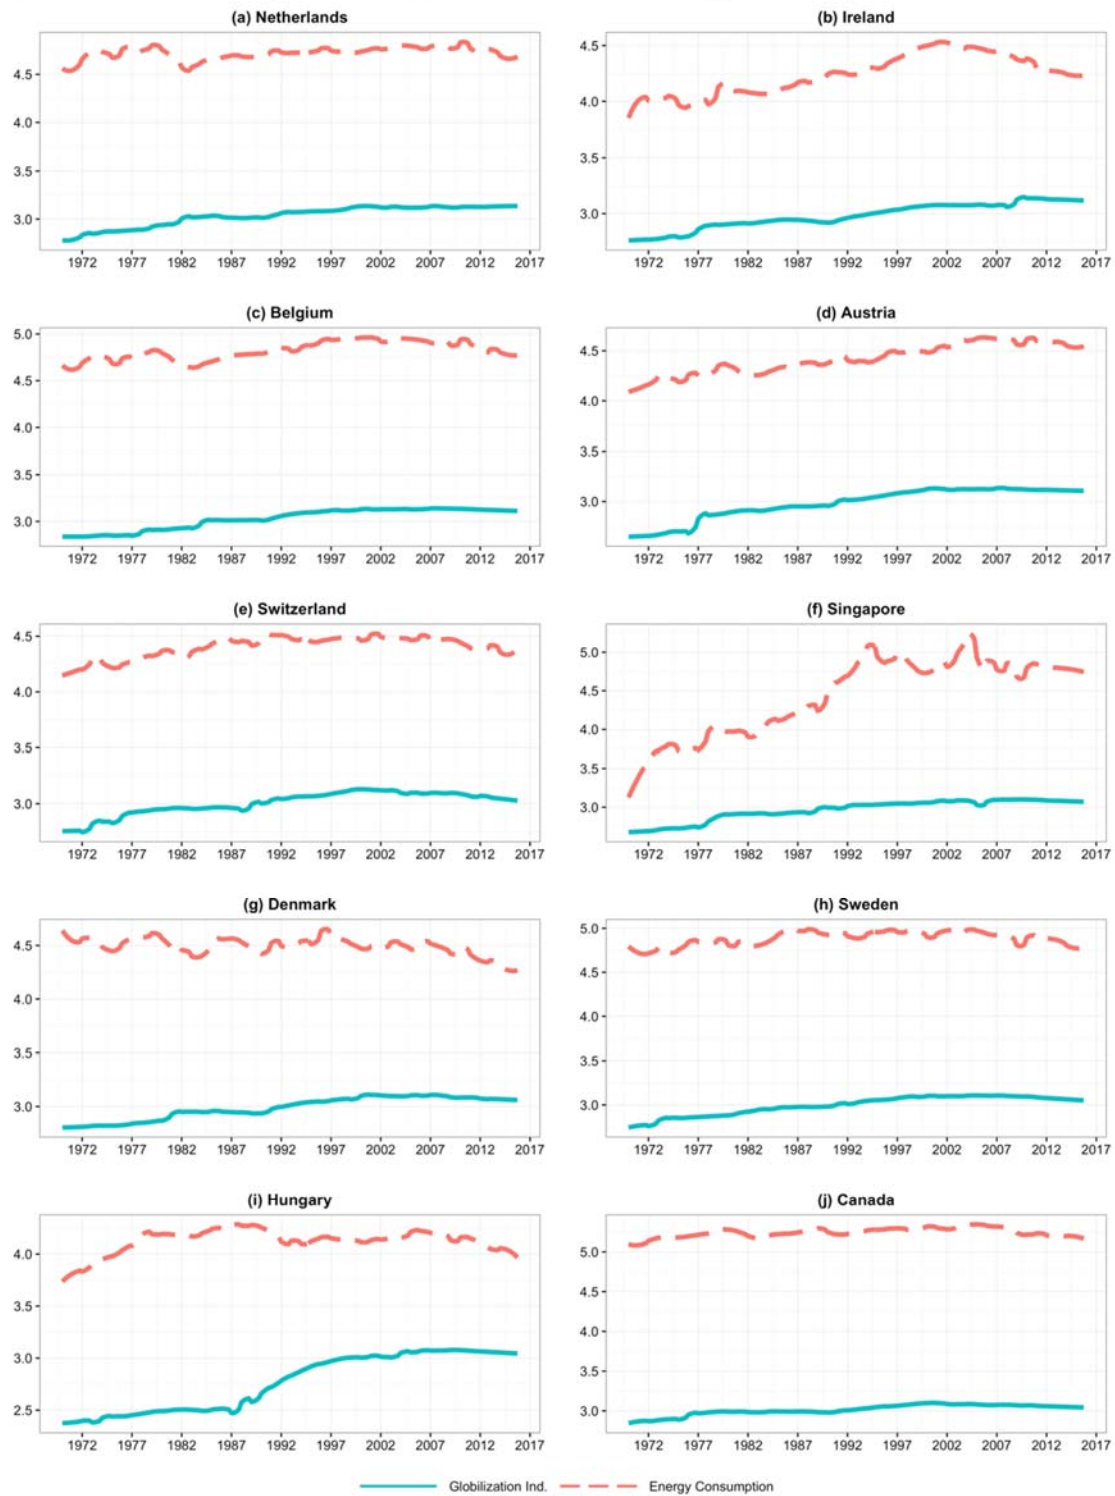 (a) Netherlands
4.5
4.0
3.5
3.0
1972 1977 1982 1987 1992 1997 2002 2007 2012 2017
(b) Ireland
4.5
4.0
3.5
3.0
1972 1977 1982 1987 1992 1997 2002 2007 2012 2017
(c) Belgium
5.0
4.5
4.0
3.5
3.0
1972 1977 1982 1987 1992 1997 2002 2007 2012 2017
(d) Austria
4.5
4.0
3.5
3.0
1972 1977 1982 1987 1992 1997 2002 2007 2012 2017
(e) Switzerland
4.5
4.0
3.5
3.0
1972 1977 1982 1987 1992 1997 2002 2007 2012 2017
(f) Singapore
5.0
4.5
4.0
3.5
3.0
1972 1977 1982 1987 1992 1997 2002 2007 2012 2017
(g) Denmark
4.5
4.0
3.5
3.0
1972 1977 1982 1987 1992 1997 2002 2007 2012 2017
(h) Sweden
5.0
4.5
4.0
3.5
3.0
1972 1977 1982 1987 1992 1997 2002 2007 2012 2017
(i) Hungary
4.0
3.5
3.0
2.5
1972 1977 1982 1987 1992 1997 2002 2007 2012 2017
(j) Canada
5.0
4.5
4.0
3.5
3.0
1972 1977 1982 1987 1992 1997 2002 2007 2012 2017
Globilization Ind. Energy Consumption